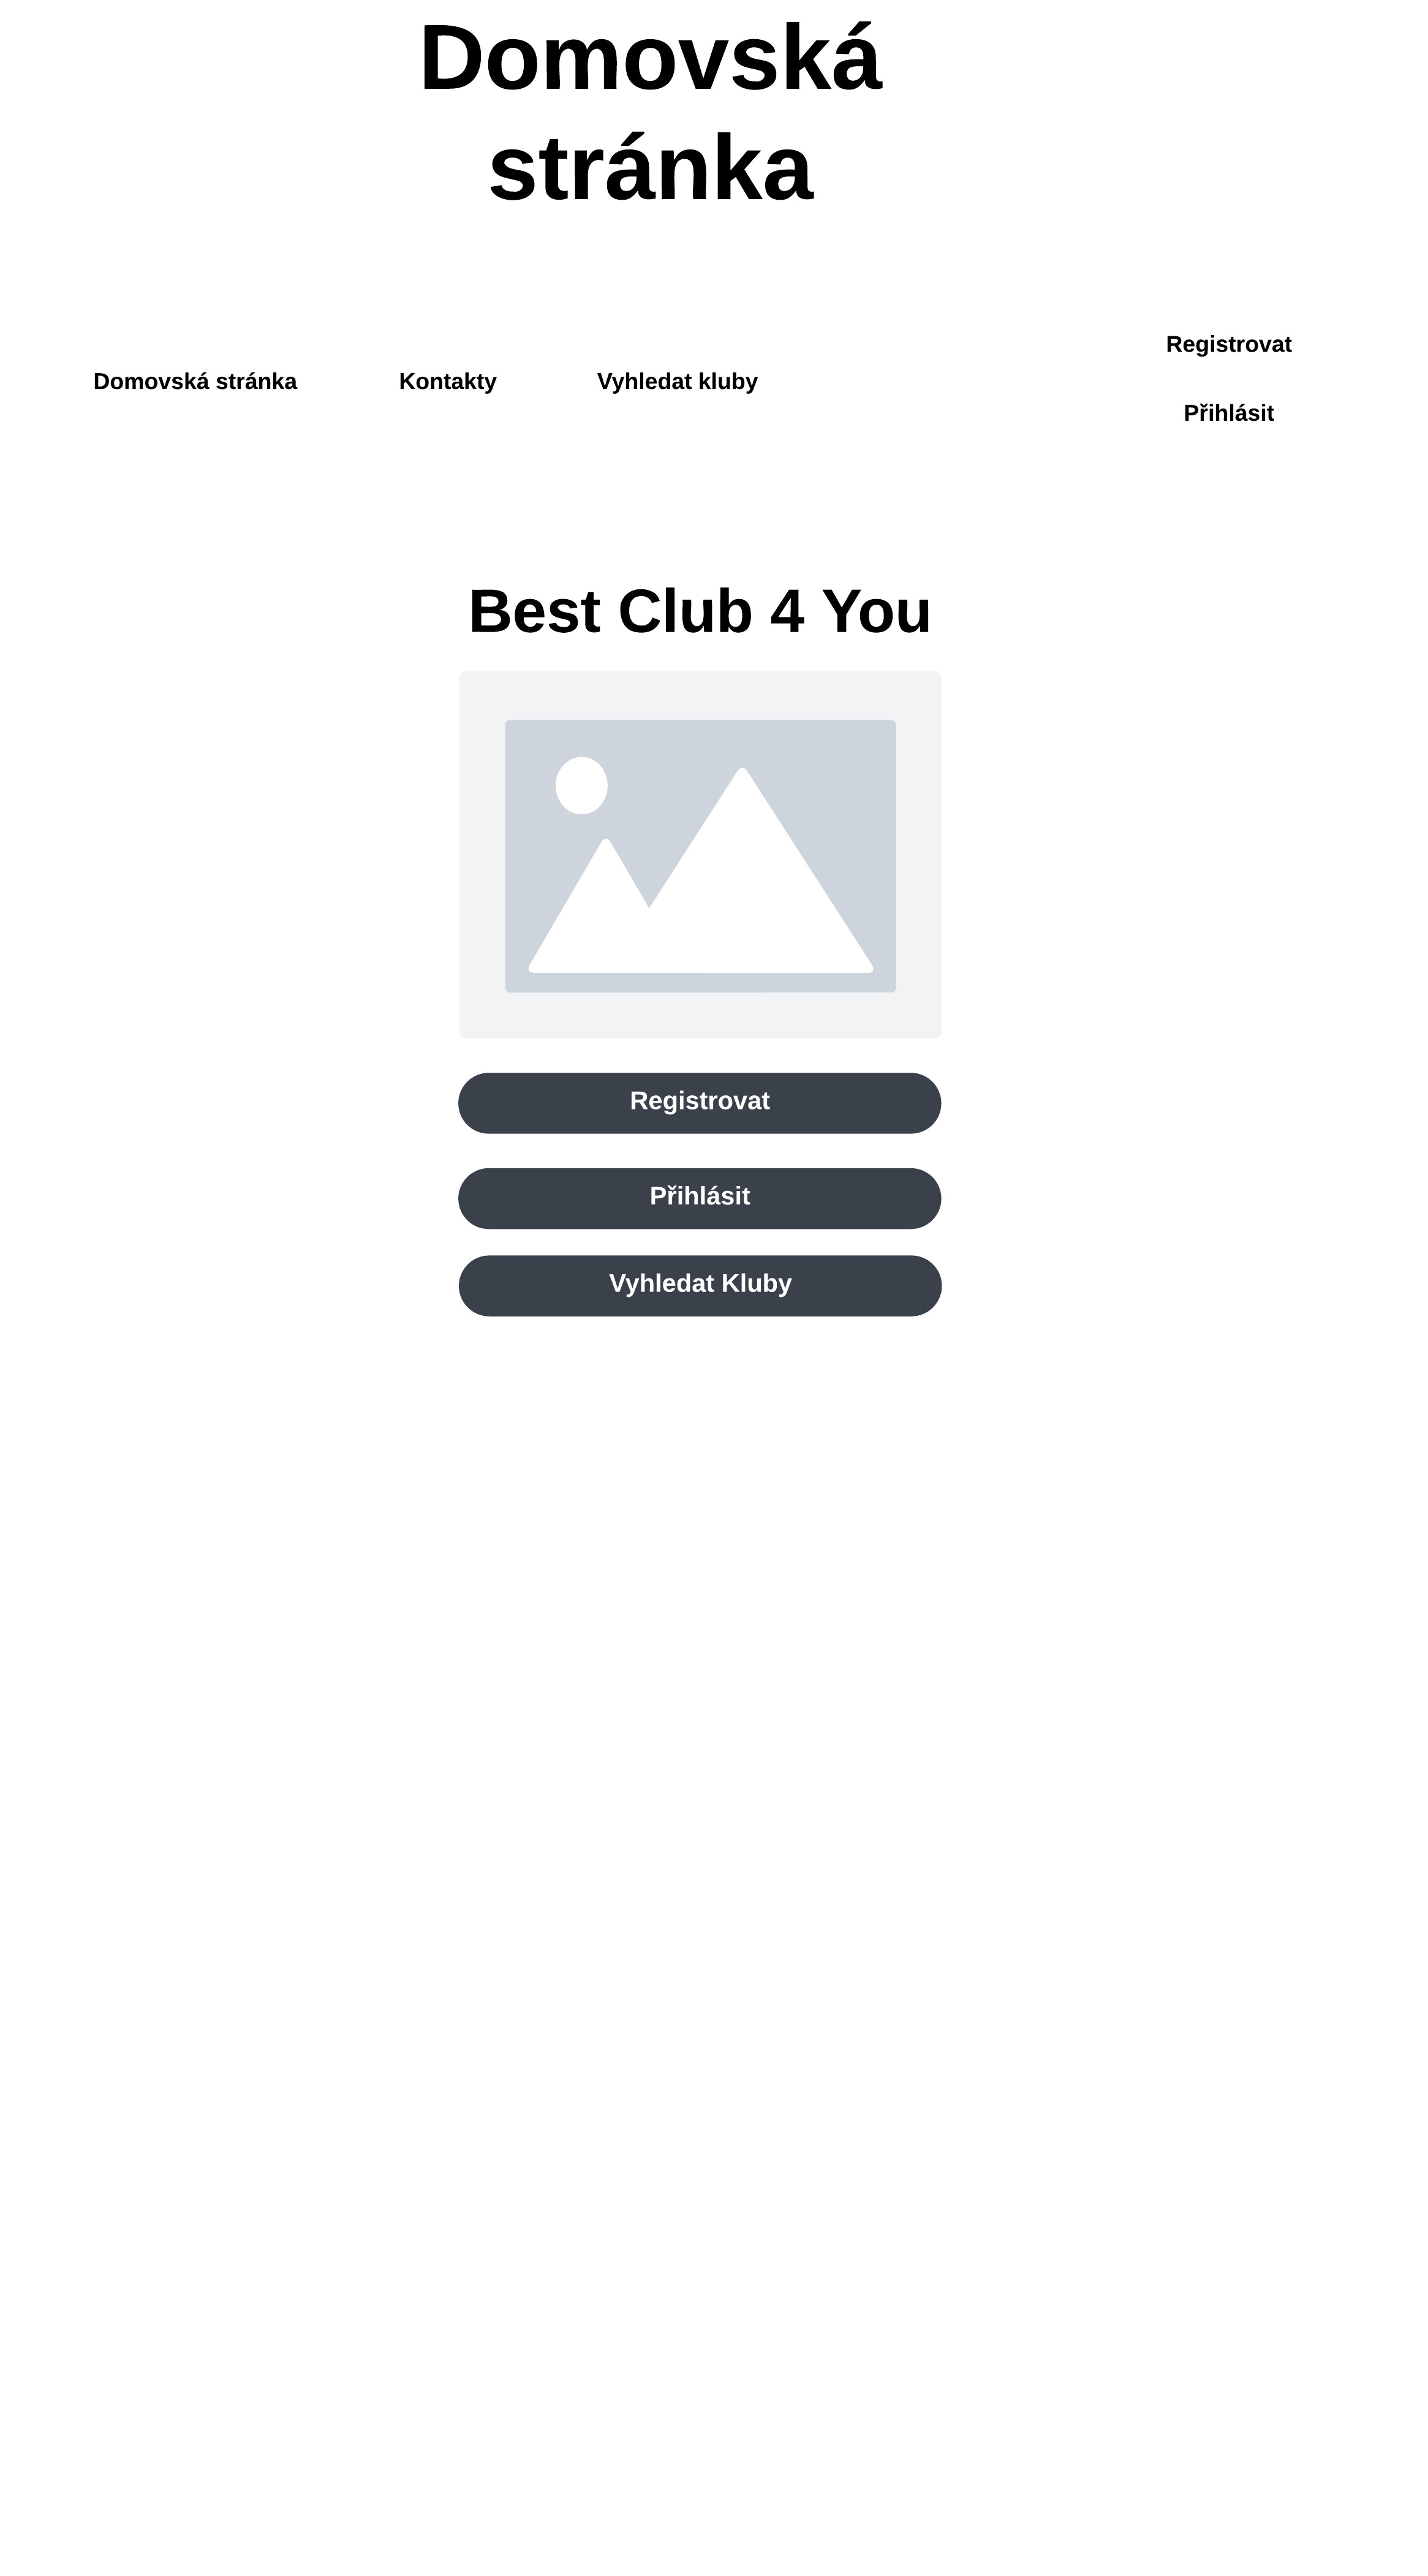 Domovská
stránka
Registrovat
Domovská stránka
Kontakty
Vyhledat kluby
Přihlásit
Best Club 4 You
Registrovat
Přihlásit
Vyhledat Kluby